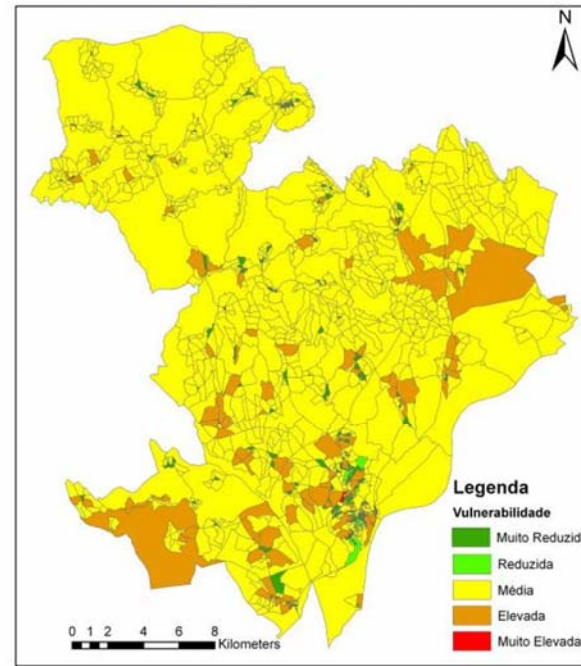 N
Legenda
Vulnerabilidade
Muito Reduzid
Reduzida
Média
Elevada
Muito Elevada
0 1 2 4 6 8
Kilometers